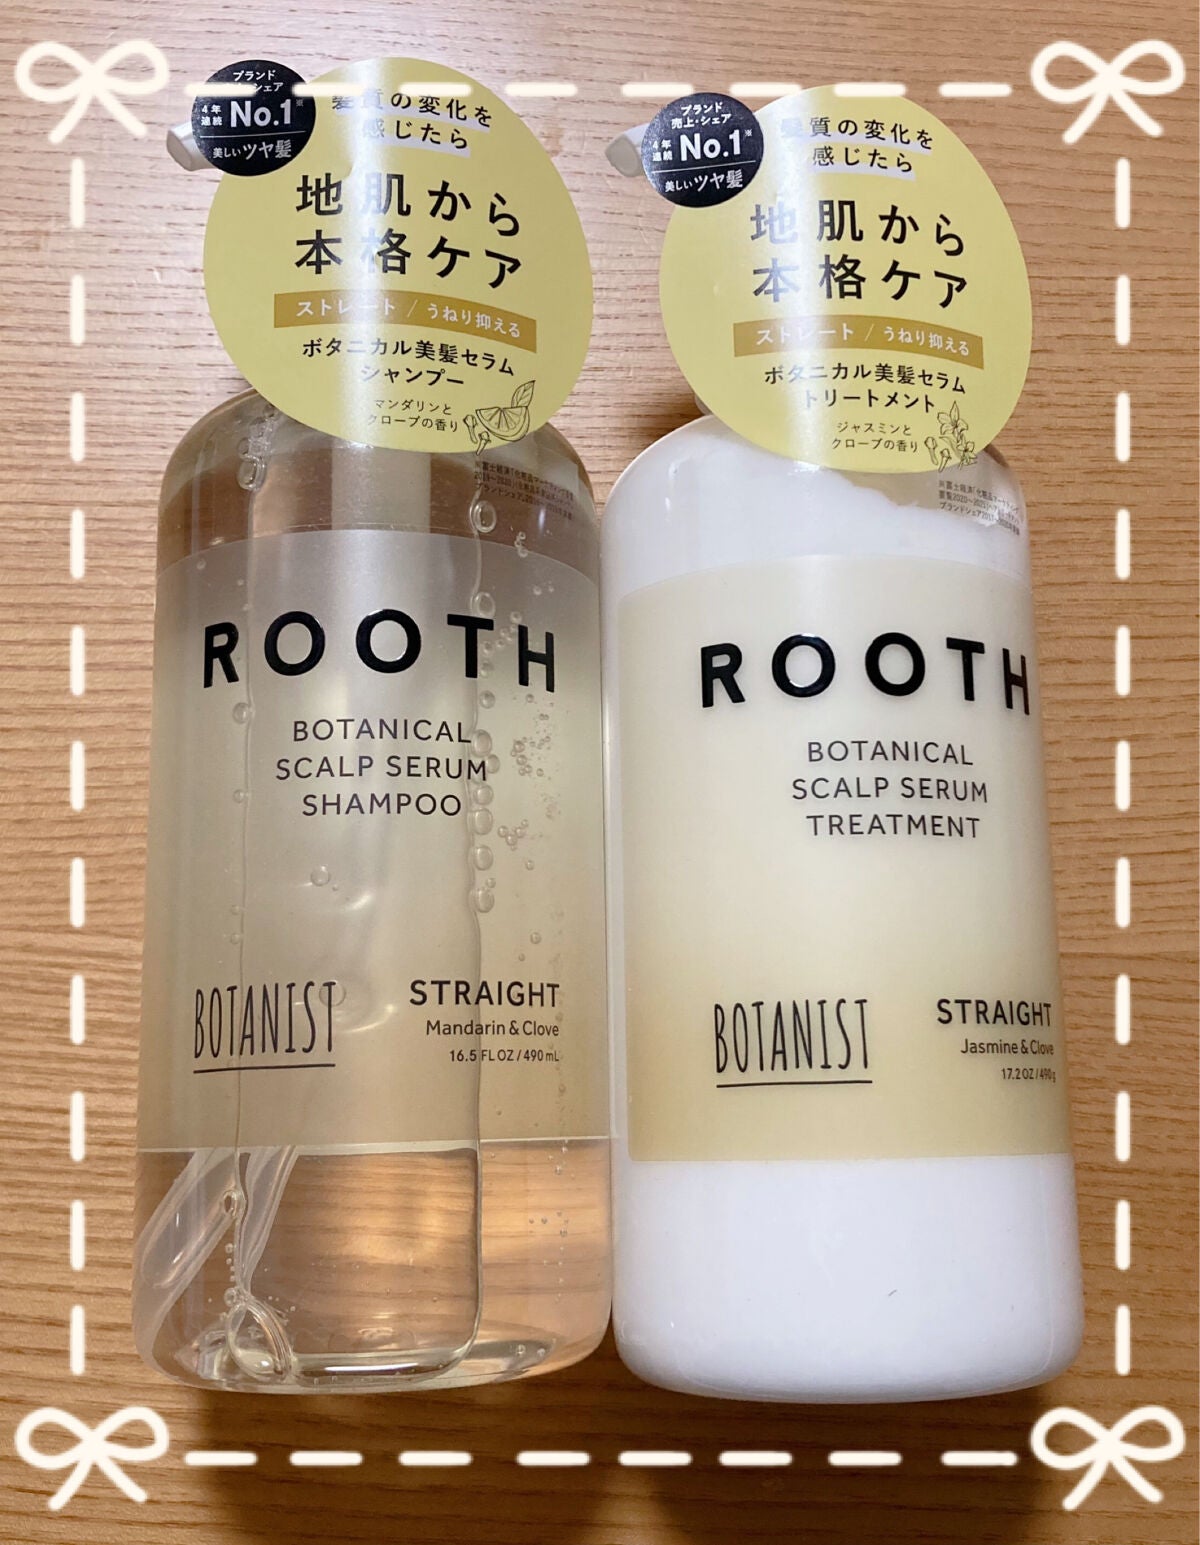 ブランド
シェア
4年
連続
No.1※
美しいツヤ髪
髪質の変化を
感じたら
地肌から
本格ケア
ストレート / うねり抑える
ボタニカル美髪セラム
シャンプー
マンダリンと
クローブの香り
ROOTH
BOTANICAL
SCALP SERUM
SHAMPOO
BOTANIST
STRAIGHT
Mandarin & Clove
16.5 FL OZ / 490 mL
ブランド
売上・シェア
4年
連続
No.1※
美しいツヤ髪
髪質の変化を
感じたら
地肌から
本格ケア
ストレート / うねり抑える
ボタニカル美髪セラム
トリートメント
ジャスミンと
クローブの香り
ROOTH
BOTANICAL
SCALP SERUM
TREATMENT
BOTANIST
STRAIGHT
Jasmine & Clove
17.2 OZ / 490g